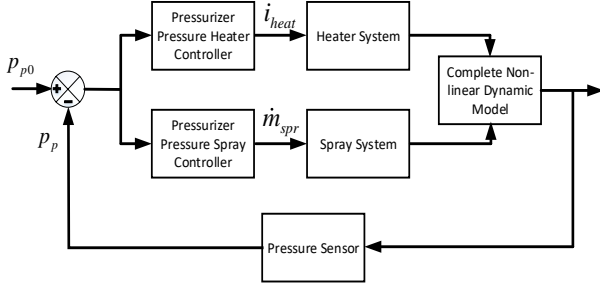 Pressurizer
Pressure Heater
Controller
i_heat
Heater System
p_p0
+
-
Complete Non-
linear Dynamic
Model
p_p
Pressurizer
Pressure Spray
Controller
ṁ_spr
Spray System
Pressure Sensor